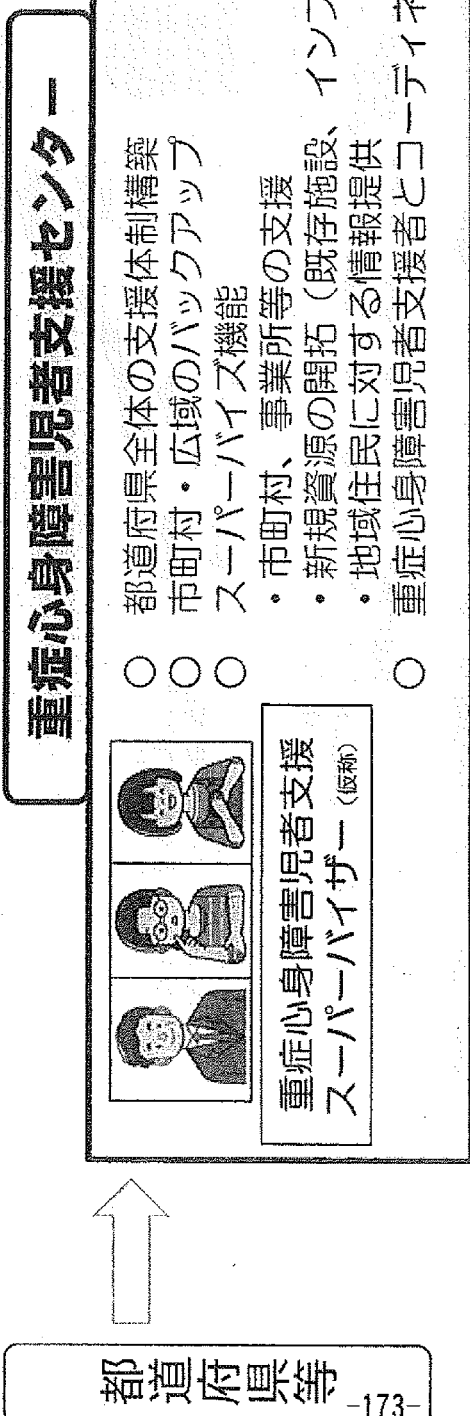 重症心身障害児者支援センター
○ 都道府県全体の支援体制構築
○ 市町村・広域のバックアップ
○ スーパーバイズ機能
・市町村、事業所等の支援
・新規資源の開拓（既存施設、インフ
・地域住民に対する情報提供
○ 重症心身障害児者支援者とコーディネ
重症心身障害児者支援
スーパーバイザー（仮称）
都道府県等
-173-